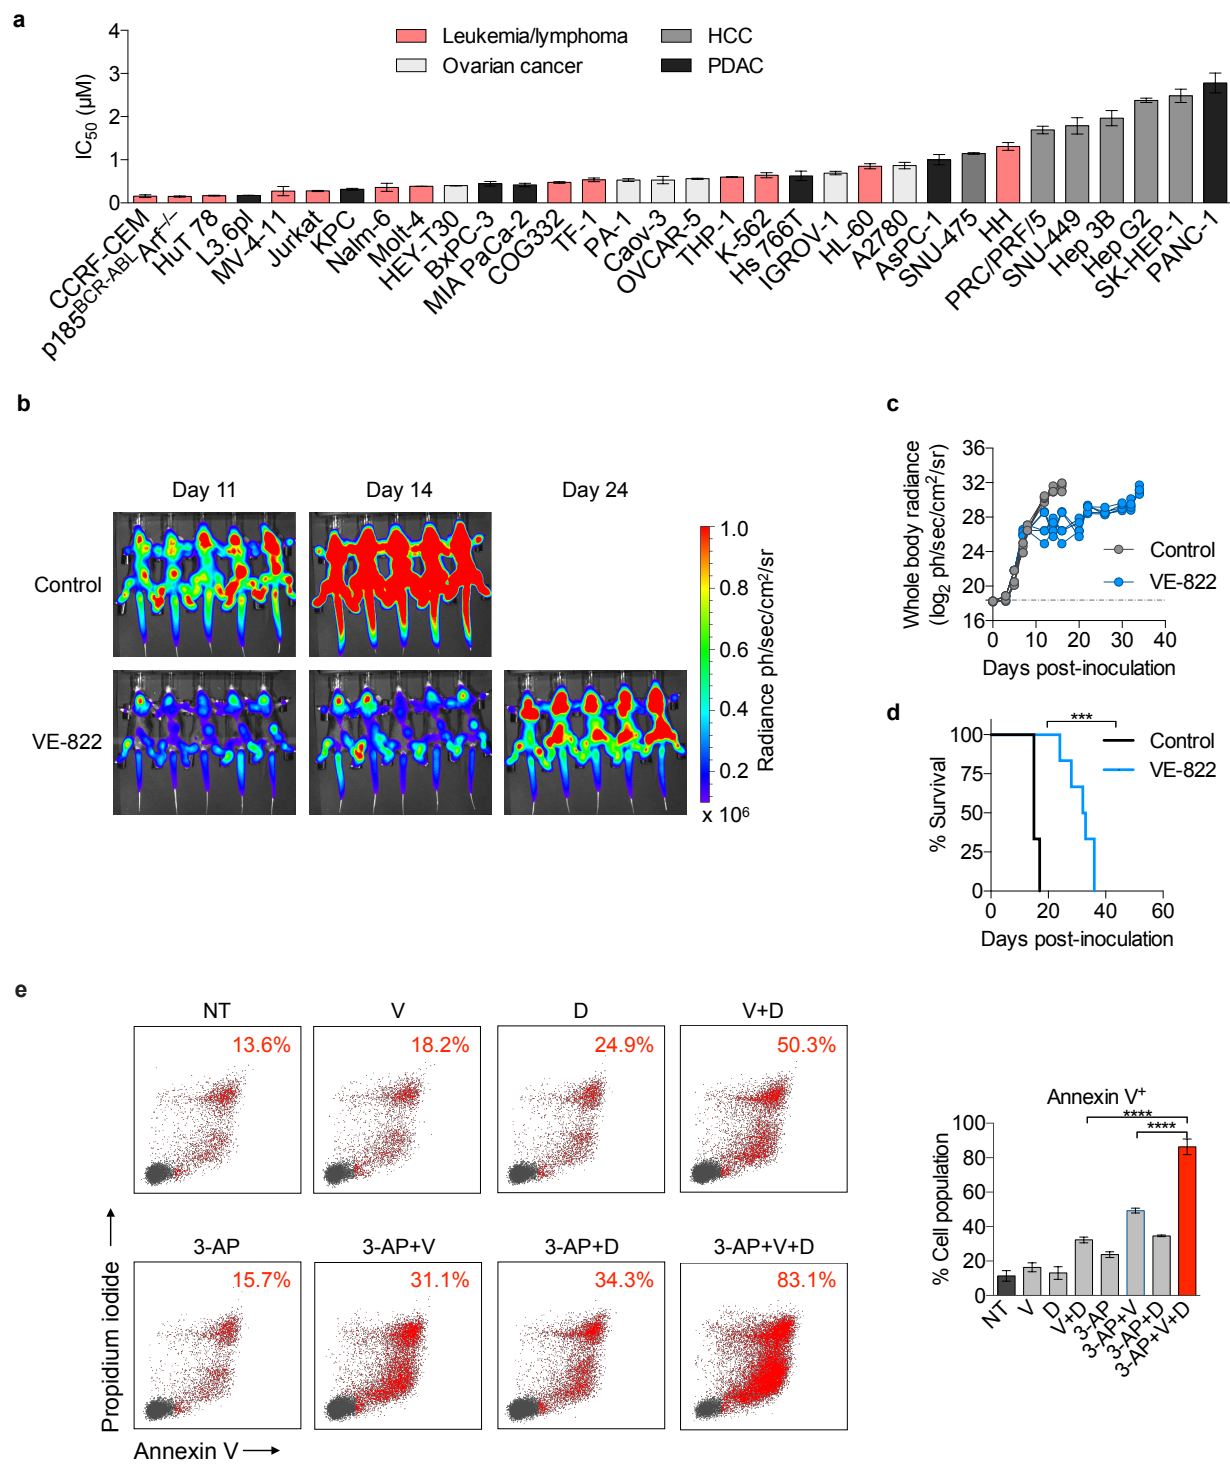 a
4
3
2
1
0
IC50 (µM)
Leukemia/lymphoma
HCC
Ovarian cancer
PDAC
CCRF-CEM
p185BCR-ABL Arf−/−
HuT 78
L3.6pl
MV-4-11
Jurkat
KPC
Nalm-6
Molt-4
HEY-T30
BxPC-3
MIA PaCa-2
COG332
TF-1
PA-1
Caov-3
OVCAR-5
THP-1
K-562
Hs 766T
IGROV-1
HL-60
A2780
AsPC-1
SNU-475
HH
PRC/PRF/5
SNU-449
Hep 3B
Hep G2
SK-HEP-1
PANC-1
b
Day 11
Day 14
Day 24
Control
VE-822
1.0
0.8
0.6
0.4
0.2
x 10⁶
Radiance ph/sec/cm²/sr
c
36
32
28
24
20
16
Whole body radiance
(log₂ ph/sec/cm²/sr)
Control
VE-822
0 10 20 30 40
Days post-inoculation
d
***
100
75
50
25
0
% Survival
Control
VE-822
0 20 40 60
Days post-inoculation
e
NT
V
D
V+D
13.6%
18.2%
24.9%
50.3%
3-AP
3-AP+V
3-AP+D
3-AP+V+D
15.7%
31.1%
34.3%
83.1%
Propidium iodide
Annexin V
Annexin V⁺
****
****
100
80
60
40
20
0
% Cell population
NT
V
D
V+D
3-AP
3-AP+V
3-AP+D
3-AP+V+D